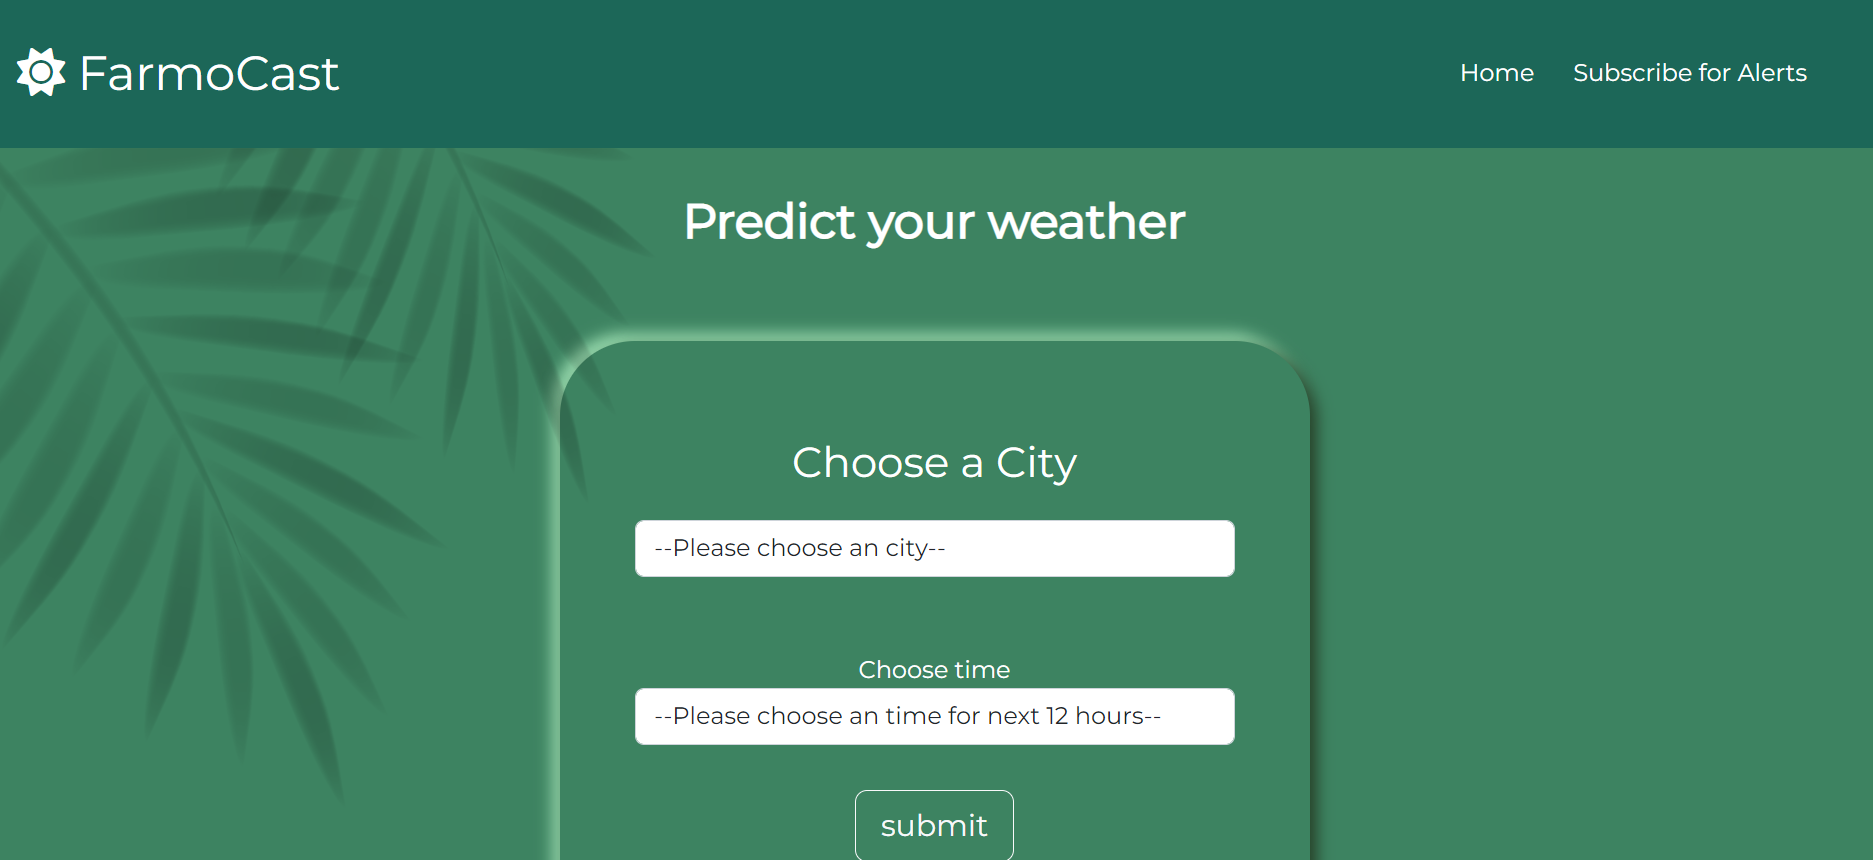 FarmoCast
Home
Subscribe for Alerts
Predict your weather
Choose a City
--Please choose an city--
Choose time
--Please choose an time for next 12 hours--
submit